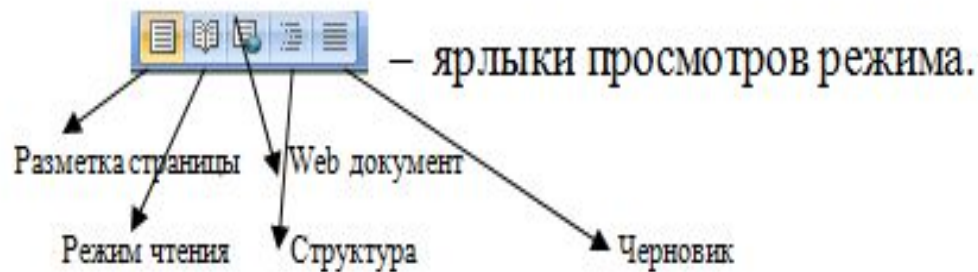 – ярлыки просмотров режима.
Разметка страницы Web документ
Режим чтения Структура Черновик